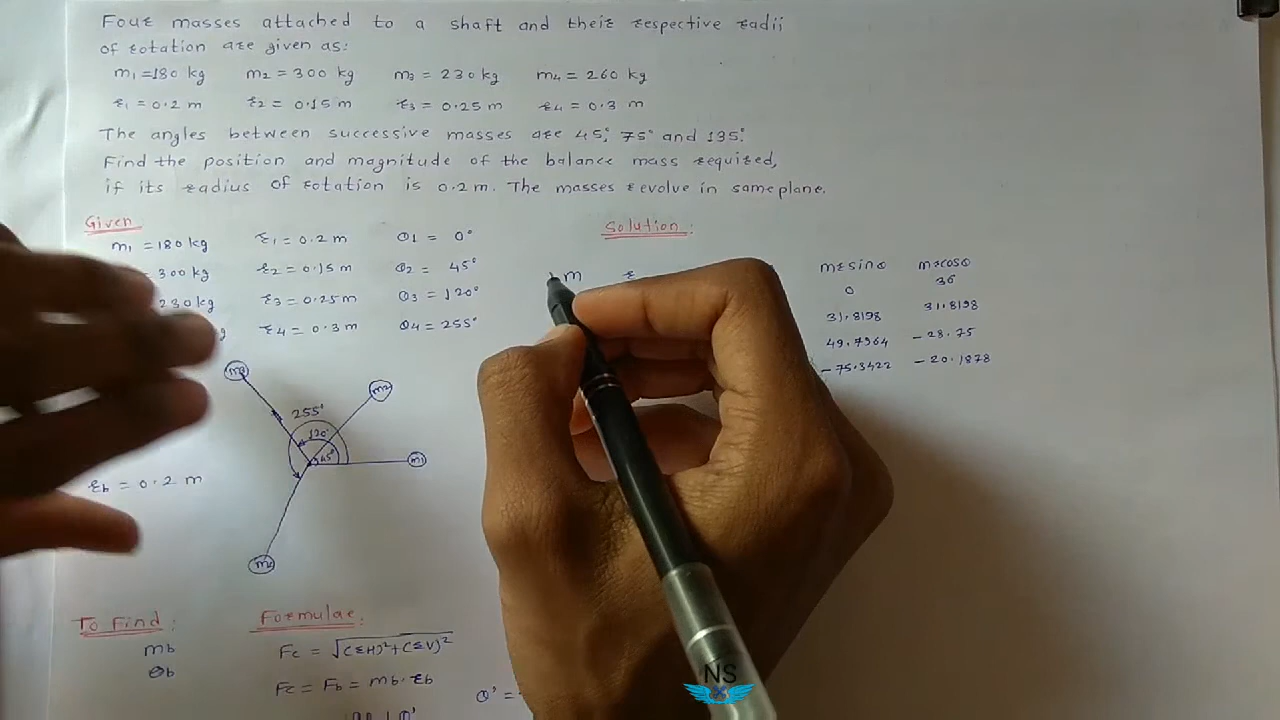 Four masses attached to a shaft and their respective radii
of rotation are given as:
m1 = 180 kg m2 = 300 kg m3 = 230 kg m4 = 260 kg
r1 = 0.2 m r2 = 0.15 m r3 = 0.25 m r4 = 0.3 m
The angles between successive masses are 45°, 75° and 135°.
Find the position and magnitude of the balance mass required,
if its radius of rotation is 0.2 m. The masses revolve in same plane.
Given
m1 = 180 kg r1 = 0.2 m θ1 = 0°
= 300 kg r2 = 0.15 m θ2 = 45°
230 kg r3 = 0.25 m θ3 = 120°
r4 = 0.3 m θ4 = 255°
m3
m2
255°
120°
45°
m1
m4
rb = 0.2 m
To Find:
mb
θb
Formulae:
Fc = √(ΣH)²+(ΣV)²
Fc = Fb = mb. rb
θ' =
Solution:
m r mrsinθ mrcosθ
0 36
31.8198 31.8198
49.7964 -28.75
-75.3422 -20.1878
NS